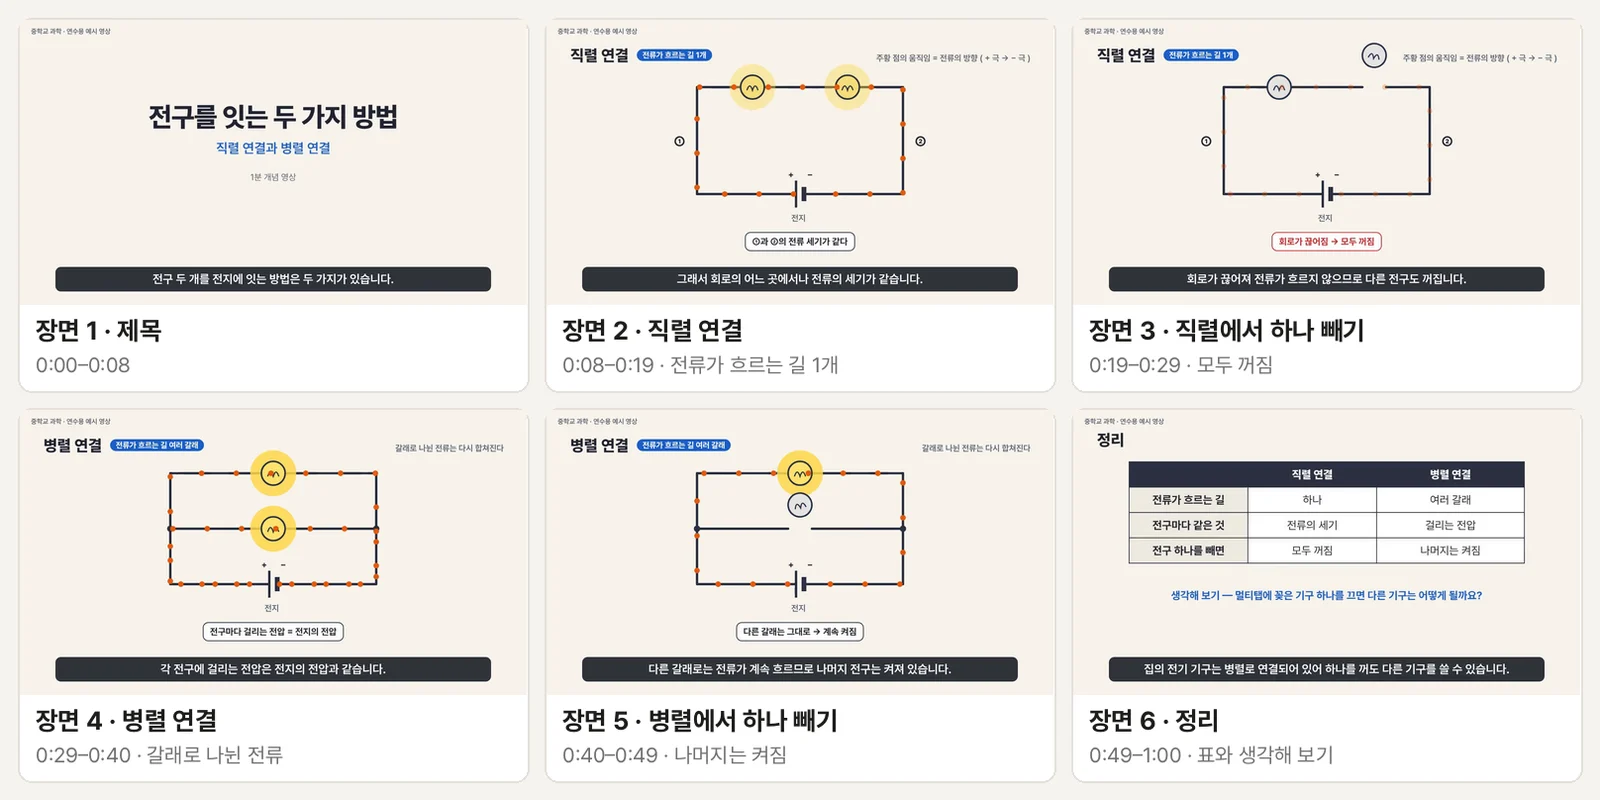 중학교 과학 · 연수용 예시 영상
전구를 잇는 두 가지 방법
직렬 연결과 병렬 연결
1분 개념 영상
전구 두 개를 전지에 잇는 방법은 두 가지가 있습니다.
장면 1 · 제목
0:00–0:08
중학교 과학 · 연수용 예시 영상
직렬 연결 전류가 흐르는 길 1개
주황 점의 움직임 = 전류의 방향 ( + 극 → − 극 )
① ②
+ −
전지
①과 ②의 전류 세기가 같다
그래서 회로의 어느 곳에서나 전류의 세기가 같습니다.
장면 2 · 직렬 연결
0:08–0:19 · 전류가 흐르는 길 1개
중학교 과학 · 연수용 예시 영상
직렬 연결 전류가 흐르는 길 1개
주황 점의 움직임 = 전류의 방향 ( + 극 → − 극 )
① ②
+ −
전지
회로가 끊어짐 → 모두 꺼짐
회로가 끊어져 전류가 흐르지 않으므로 다른 전구도 꺼집니다.
장면 3 · 직렬에서 하나 빼기
0:19–0:29 · 모두 꺼짐
중학교 과학 · 연수용 예시 영상
병렬 연결 전류가 흐르는 길 여러 갈래
갈래로 나뉜 전류는 다시 합쳐진다
+ −
전지
전구마다 걸리는 전압 = 전지의 전압
각 전구에 걸리는 전압은 전지의 전압과 같습니다.
장면 4 · 병렬 연결
0:29–0:40 · 갈래로 나뉜 전류
중학교 과학 · 연수용 예시 영상
병렬 연결 전류가 흐르는 길 여러 갈래
갈래로 나뉜 전류는 다시 합쳐진다
+ −
전지
다른 갈래는 그대로 → 계속 켜짐
다른 갈래로는 전류가 계속 흐르므로 나머지 전구는 켜져 있습니다.
장면 5 · 병렬에서 하나 빼기
0:40–0:49 · 나머지는 켜짐
중학교 과학 · 연수용 예시 영상
정리
직렬 연결 병렬 연결
전류가 흐르는 길 하나 여러 갈래
전구마다 같은 것 전류의 세기 걸리는 전압
전구 하나를 빼면 모두 꺼짐 나머지는 켜짐
생각해 보기 — 멀티탭에 꽂은 기구 하나를 끄면 다른 기구는 어떻게 될까요?
집의 전기 기구는 병렬로 연결되어 있어 하나를 꺼도 다른 기구를 쓸 수 있습니다.
장면 6 · 정리
0:49–1:00 · 표와 생각해 보기